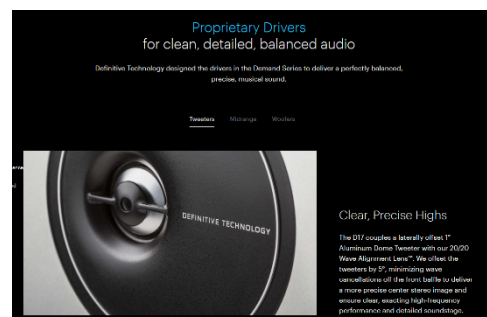 Proprietary Drivers
for clean, detailed, balanced audio
Definitive Technology designed the drivers in the Demand Series to deliver a perfectly balanced,
precise, musical sound.
Tweeters Midrange Woofers
DEFINITIVE TECHNOLOGY
Clear, Precise Highs
The D17 couples a laterally offset 1"
Aluminum Dome Tweeter with our 20/20
Wave Alignment Lens™. We offset the
tweeters by 5°, minimizing wave
cancellations off the front baffle to deliver
a more precise center stereo image and
ensure clear, exacting high-frequency
performance and detailed soundstage.